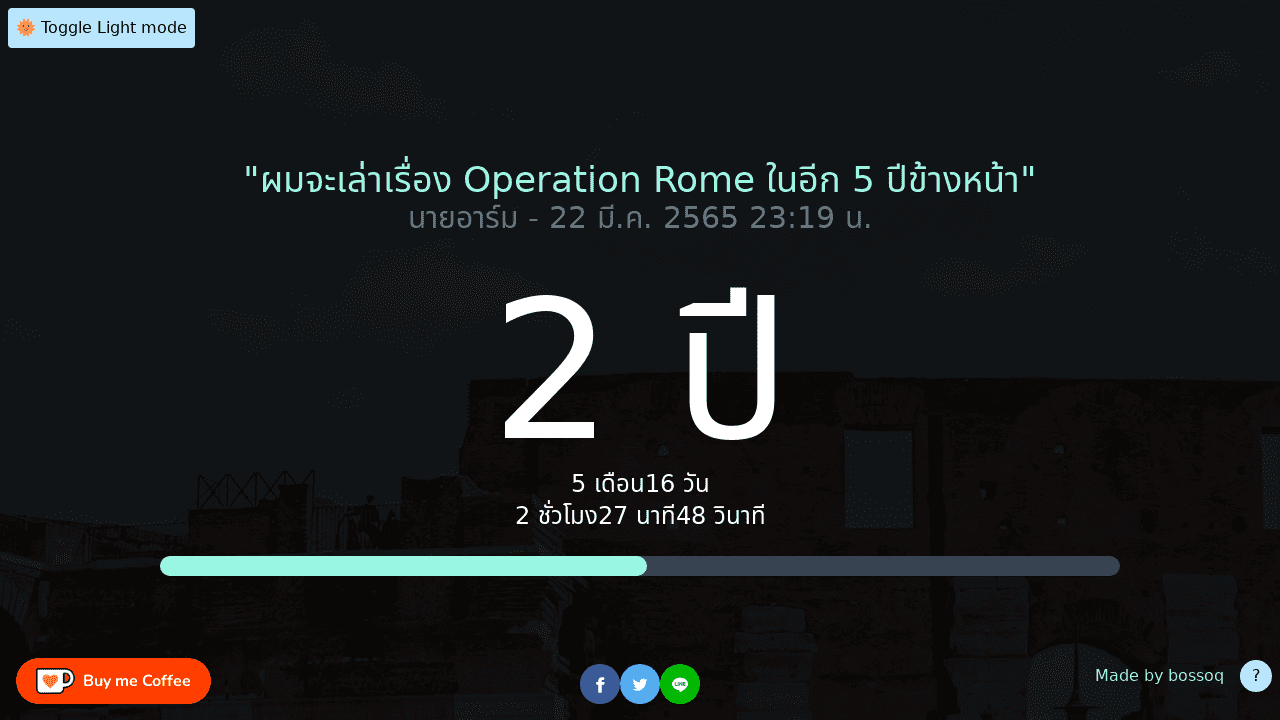 Toggle Light mode
"ผมจะเล่าเรื่อง Operation Rome ในอีก 5 ปีข้างหน้า"
นายอาร์ม - 22 มี.ค. 2565 23:19 น.
2 ปี
5 เดือน16 วัน
2 ชั่วโมง27 นาที48 วินาที
Buy me Coffee
LINE
Made by bossoq
?